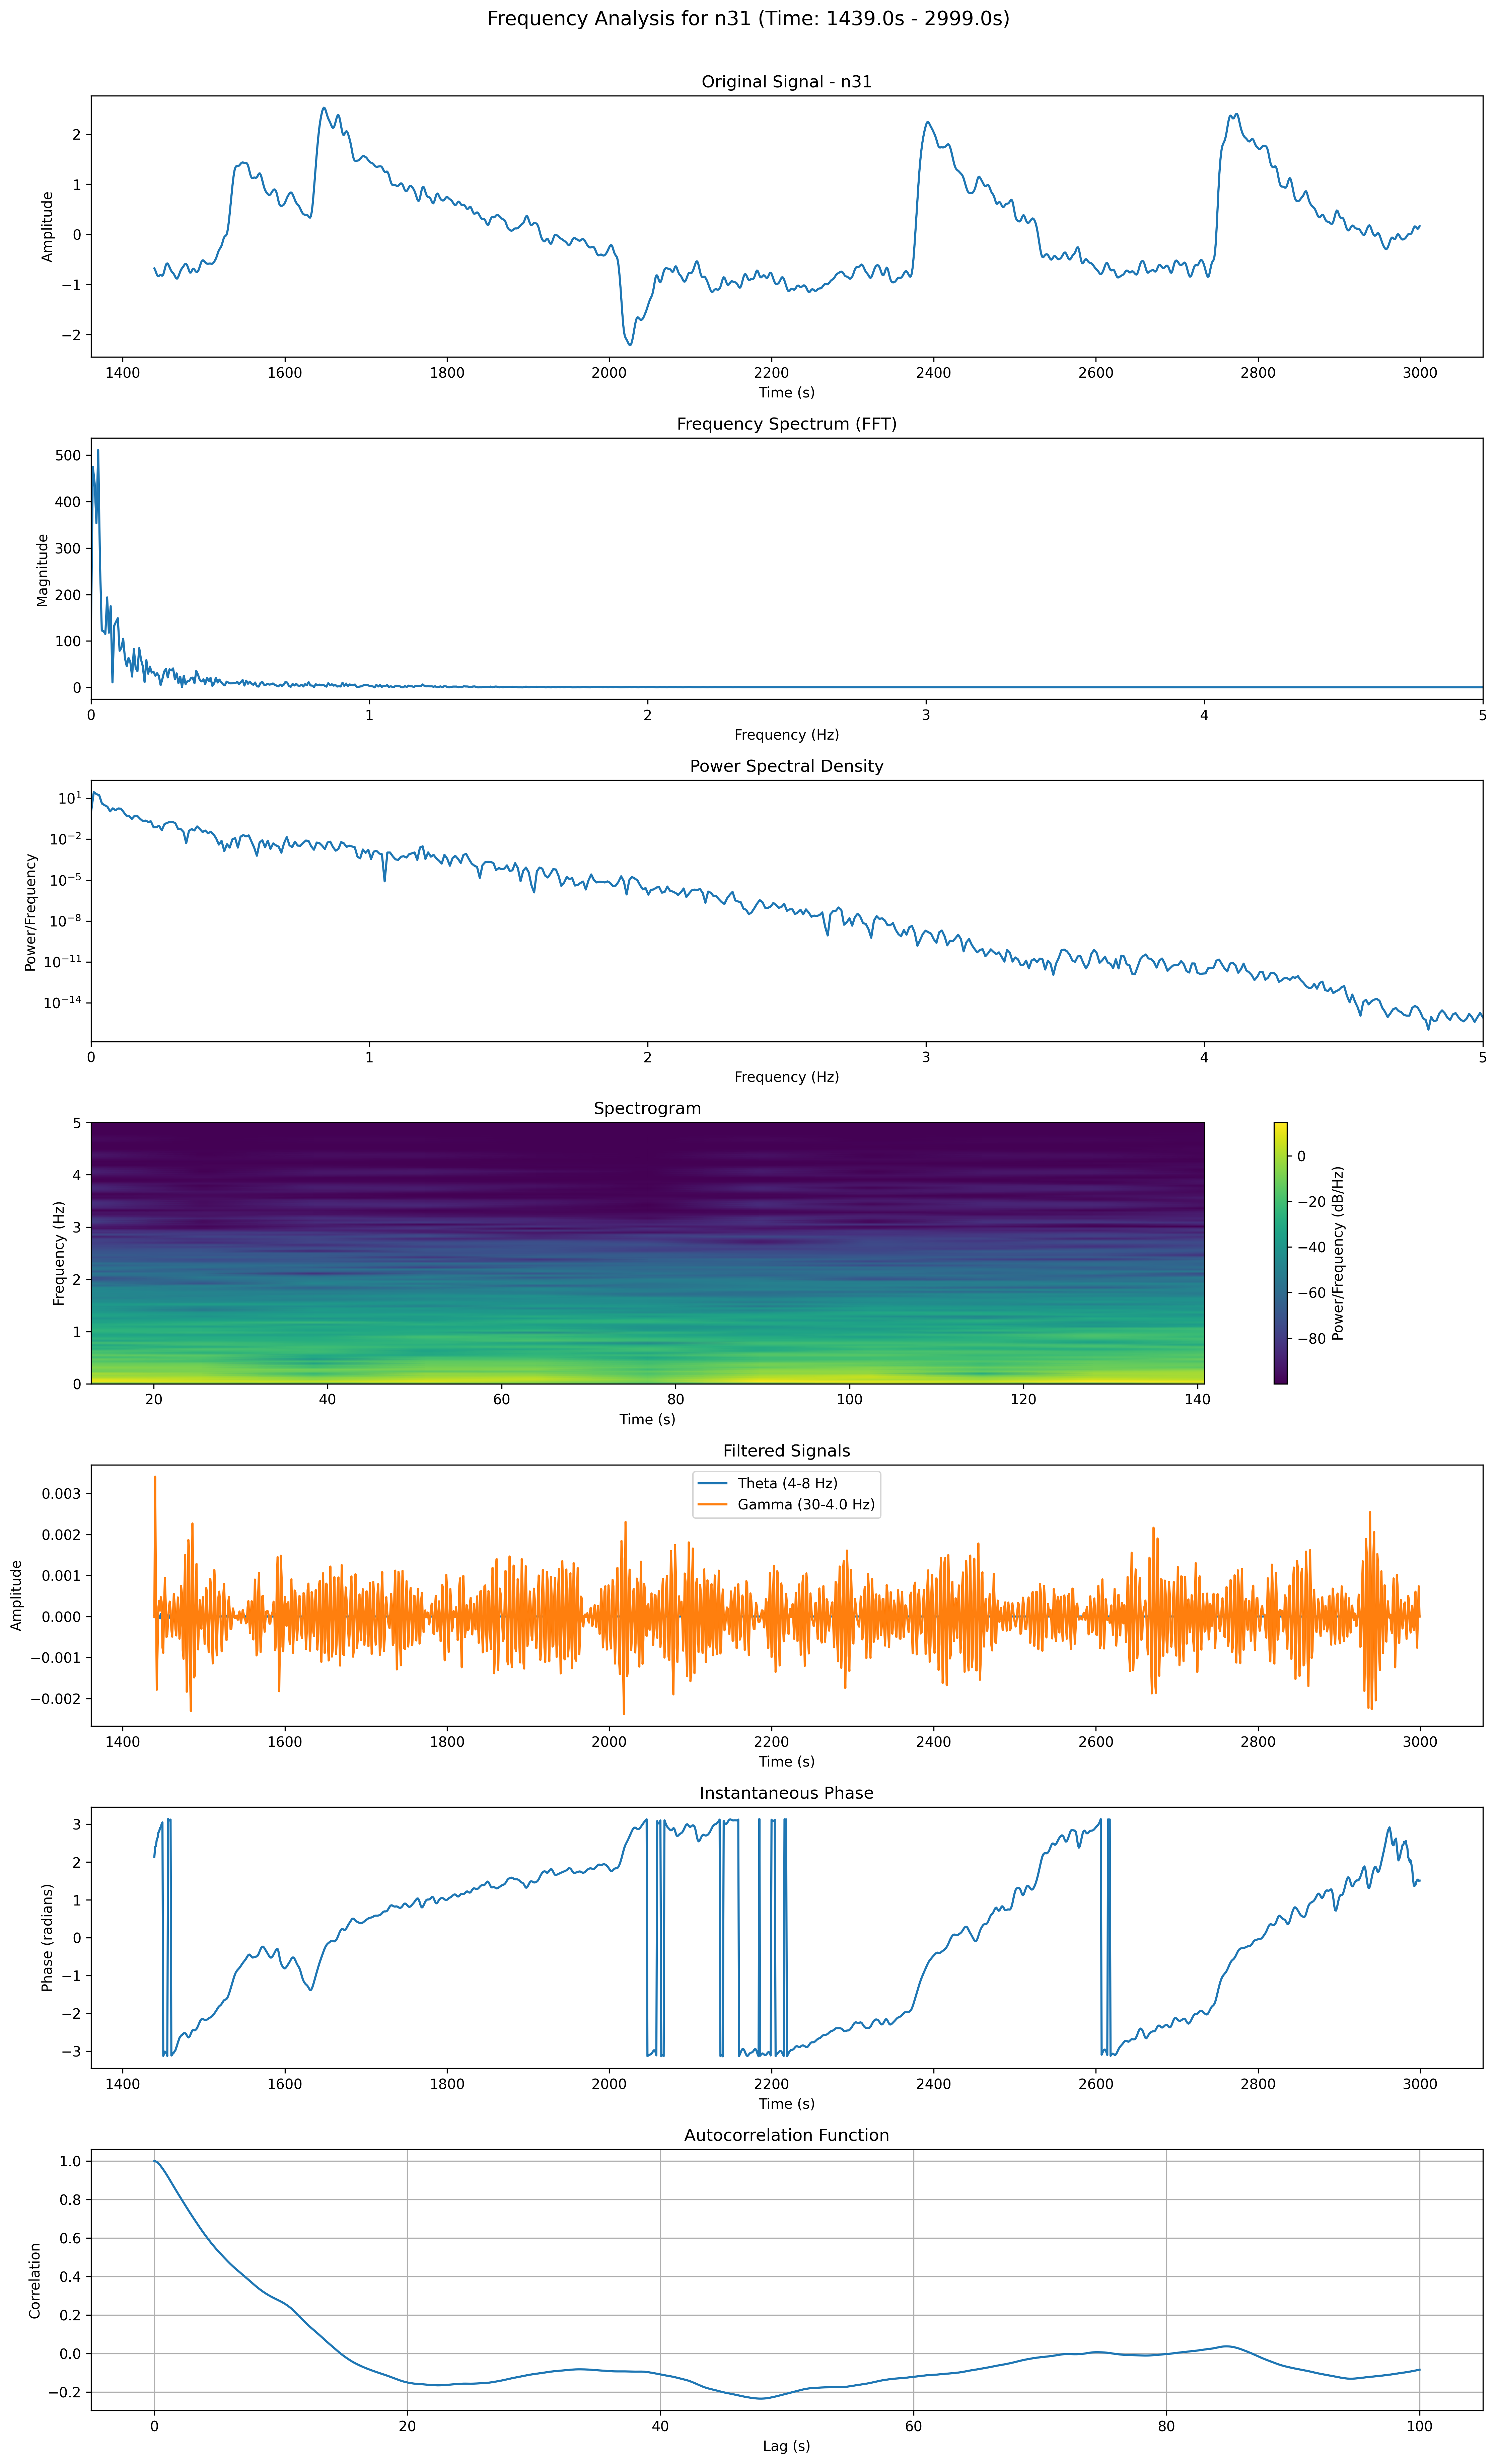 Frequency Analysis for n31 (Time: 1439.0s - 2999.0s)
Original Signal - n31
Amplitude
2
1
0
−1
−2
1400 1600 1800 2000 2200 2400 2600 2800 3000
Time (s)
Frequency Spectrum (FFT)
Magnitude
500
400
300
200
100
0
0 1 2 3 4 5
Frequency (Hz)
Power Spectral Density
Power/Frequency
10¹
10⁻²
10⁻⁵
10⁻⁸
10⁻¹¹
10⁻¹⁴
0 1 2 3 4 5
Frequency (Hz)
Spectrogram
Frequency (Hz)
5
4
3
2
1
0
20 40 60 80 100 120 140
Time (s)
0
−20
−40
−60
−80
Power/Frequency (dB/Hz)
Filtered Signals
Theta (4-8 Hz)
Gamma (30-4.0 Hz)
Amplitude
0.003
0.002
0.001
0.000
−0.001
−0.002
1400 1600 1800 2000 2200 2400 2600 2800 3000
Time (s)
Instantaneous Phase
Phase (radians)
3
2
1
0
−1
−2
−3
1400 1600 1800 2000 2200 2400 2600 2800 3000
Time (s)
Autocorrelation Function
Correlation
1.0
0.8
0.6
0.4
0.2
0.0
−0.2
0 20 40 60 80 100
Lag (s)